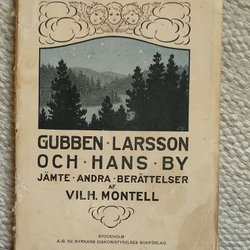 GUBBEN · LARSSON
OCH · HANS · BY
JÄMTE · ANDRA · BERÄTTELSER
AF
VILH. MONTELL
STOCKHOLM
A.-B. SV. KYRKANS DIAKONISTYRELSES BOKFÖRLAG